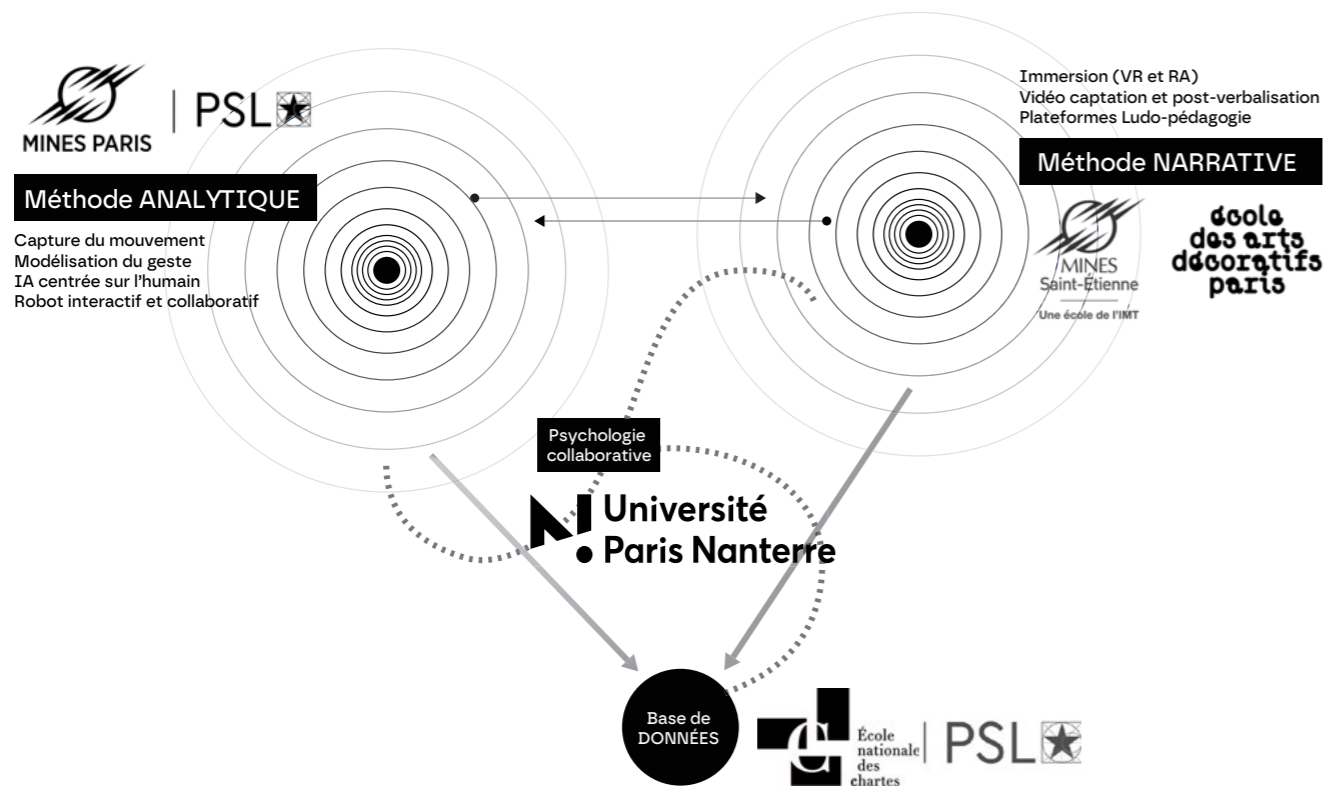 MINES PARIS
PSL
Méthode ANALYTIQUE
Capture du mouvement
Modélisation du geste
IA centrée sur l'humain
Robot interactif et collaboratif
Immersion (VR et RA)
Vidéo captation et post-verbalisation
Plateformes Ludo-pédagogie
Méthode NARRATIVE
MINES
Saint-Étienne
Une école de l'IMT
école
des arts
décoratifs
paris
Psychologie
collaborative
Université
Paris Nanterre
Base de
DONNÉES
École
nationale
des
chartes
PSL